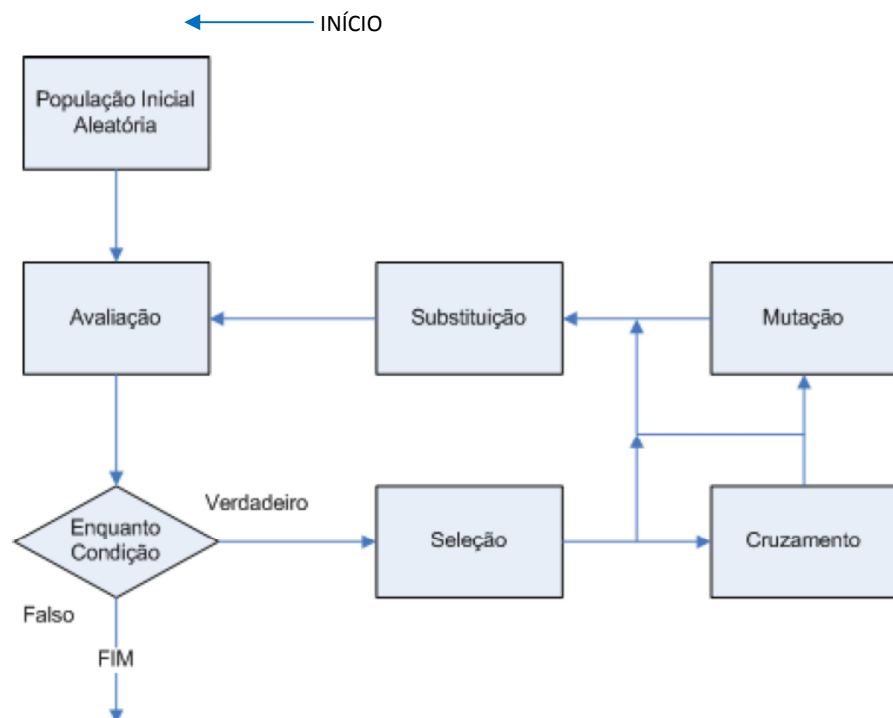 INÍCIO
População Inicial
Aleatória
Avaliação
Substituição
Mutação
Verdadeiro
Enquanto
Condição
Seleção
Cruzamento
Falso
FIM